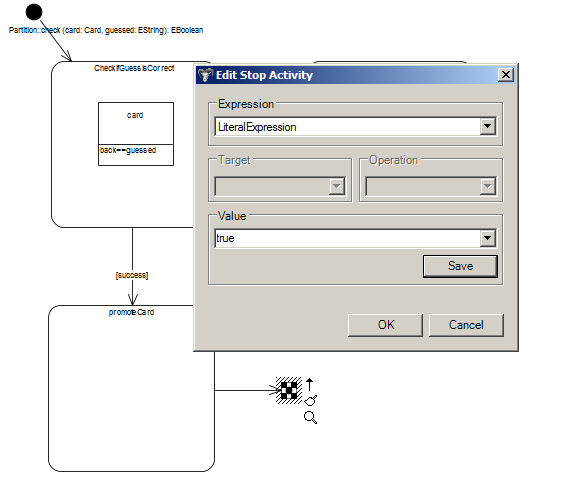 Partition::check (card: Card, guessed: EString): EBoolean
CheckIfGuessIsCorrect
card
back==guessed
[success]
promoteCard
Edit Stop Activity
Expression
LiteralExpression
Target
Operation
Value
true
Save
OK
Cancel